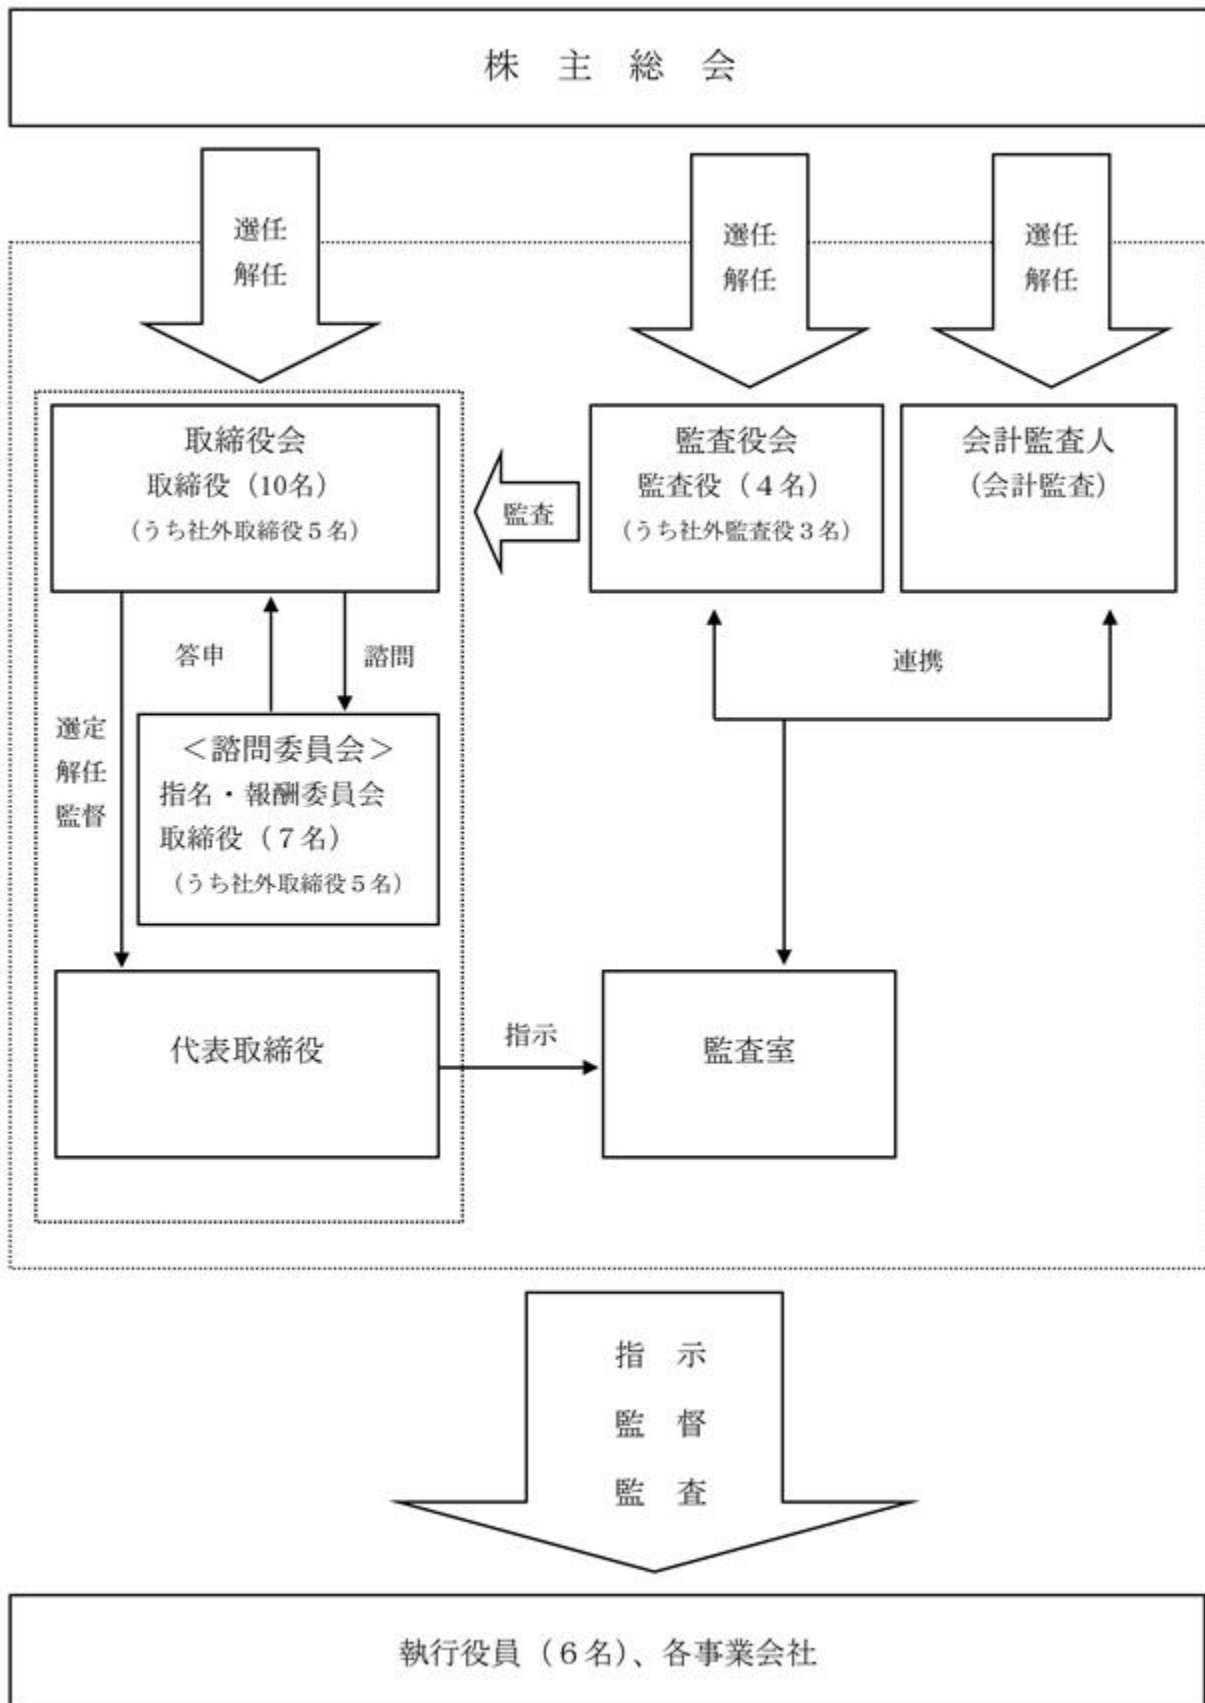 株 主 総 会
選任
解任
選任
解任
選任
解任
取締役会
取締役（10名）
（うち社外取締役５名）
監査
監査役会
監査役（４名）
（うち社外監査役３名）
会計監査人
（会計監査）
答申
諮問
連携
選定
解任
監督
＜諮問委員会＞
指名・報酬委員会
取締役（７名）
（うち社外取締役５名）
代表取締役
指示
監査室
指 示
監 督
監 査
執行役員（６名）、各事業会社